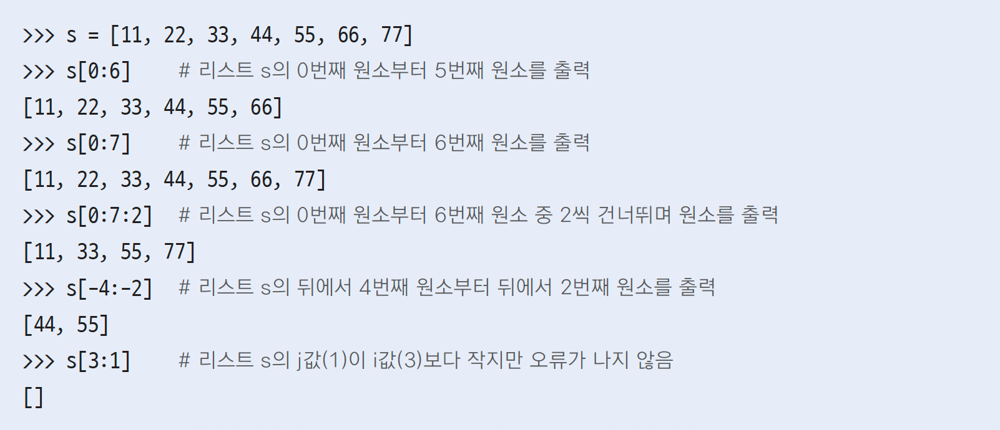 >>> s = [11, 22, 33, 44, 55, 66, 77]
>>> s[0:6] # 리스트 s의 0번째 원소부터 5번째 원소를 출력
[11, 22, 33, 44, 55, 66]
>>> s[0:7] # 리스트 s의 0번째 원소부터 6번째 원소를 출력
[11, 22, 33, 44, 55, 66, 77]
>>> s[0:7:2] # 리스트 s의 0번째 원소부터 6번째 원소 중 2씩 건너뛰며 원소를 출력
[11, 33, 55, 77]
>>> s[-4:-2] # 리스트 s의 뒤에서 4번째 원소부터 뒤에서 2번째 원소를 출력
[44, 55]
>>> s[3:1] # 리스트 s의 j값(1)이 i값(3)보다 작지만 오류가 나지 않음
[]